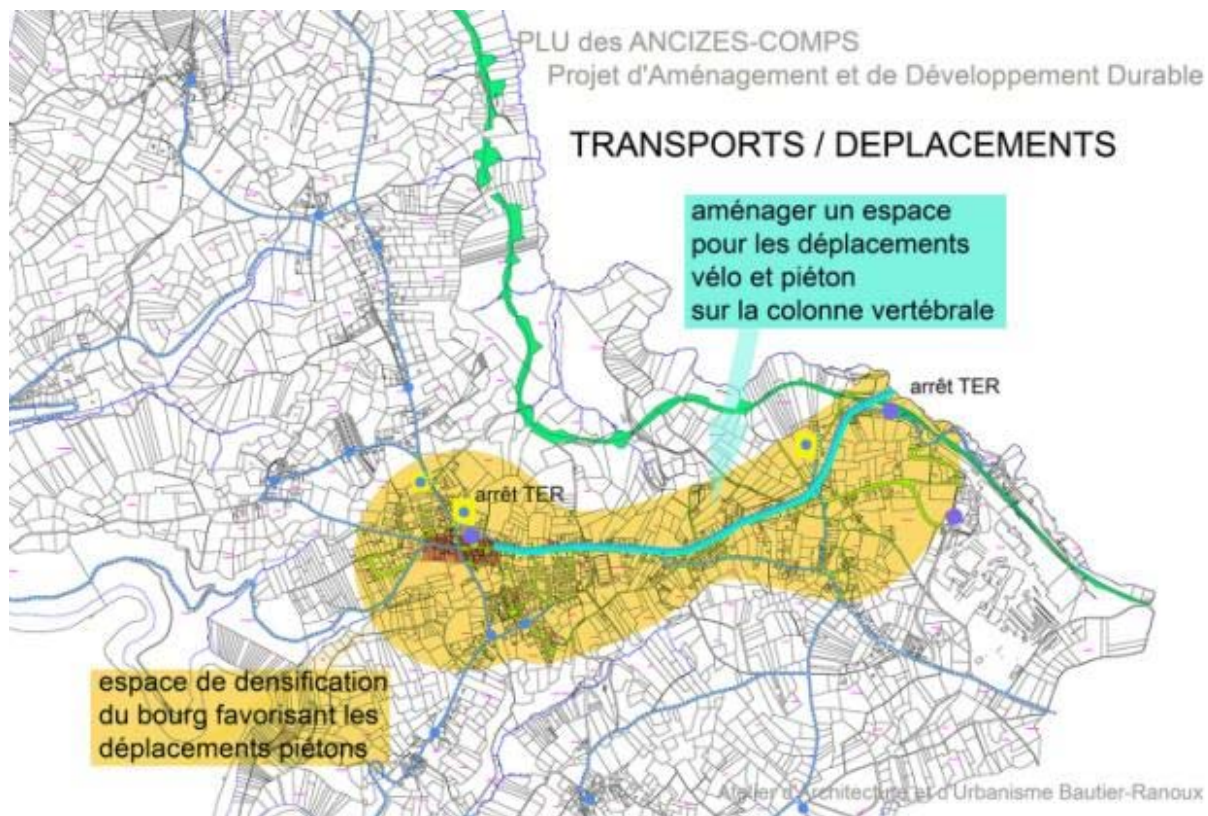 PLU des ANCIZES-COMPS
Projet d'Aménagement et de Développement Durable
TRANSPORTS / DEPLACEMENTS
aménager un espace
pour les déplacements
vélo et piéton
sur la colonne vertébrale
arrêt TER
arrêt TER
espace de densification
du bourg favorisant les
déplacements piétons
Atelier d'Architecture et d'Urbanisme Bautier-Ranoux